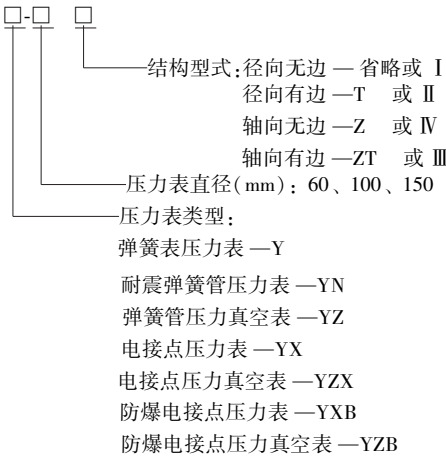 □-□ □
结构型式:径向无边 — 省略或 Ⅰ
径向有边 —T 或 Ⅱ
轴向无边 —Z 或 Ⅳ
轴向有边 —ZT 或 Ⅲ
压力表直径(mm): 60、100、150
压力表类型:
弹簧表压力表 —Y
耐震弹簧管压力表 —YN
弹簧管压力真空表 —YZ
电接点压力表 —YX
电接点压力真空表 —YZX
防爆电接点压力表 —YXB
防爆电接点压力真空表 —YZB